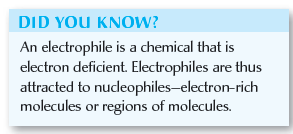 DID YOU KNOW?
An electrophile is a chemical that is
electron deficient. Electrophiles are thus
attracted to nucleophiles—electron-rich
molecules or regions of molecules.